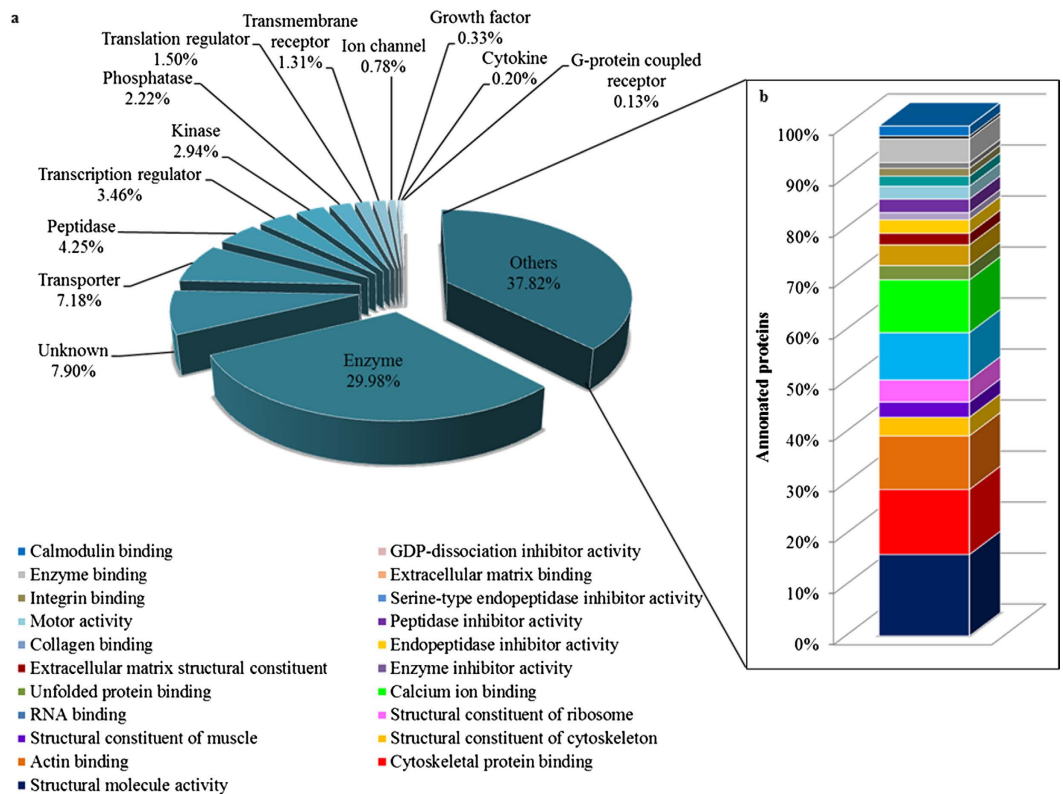 a
Growth factor
0.33%
Transmembrane
receptor
1.31%
Ion channel
0.78%
Translation regulator
1.50%
Cytokine
0.20%
G-protein coupled
receptor
0.13%
Phosphatase
2.22%
Kinase
2.94%
Transcription regulator
3.46%
Peptidase
4.25%
Transporter
7.18%
Unknown
7.90%
Others
37.82%
Enzyme
29.98%
b
Annonated proteins
100%
90%
80%
70%
60%
50%
40%
30%
20%
10%
0%
Calmodulin binding
Enzyme binding
Integrin binding
Motor activity
Collagen binding
Extracellular matrix structural constituent
Unfolded protein binding
RNA binding
Structural constituent of muscle
Actin binding
Structural molecule activity
GDP-dissociation inhibitor activity
Extracellular matrix binding
Serine-type endopeptidase inhibitor activity
Peptidase inhibitor activity
Endopeptidase inhibitor activity
Enzyme inhibitor activity
Calcium ion binding
Structural constituent of ribosome
Structural constituent of cytoskeleton
Cytoskeletal protein binding